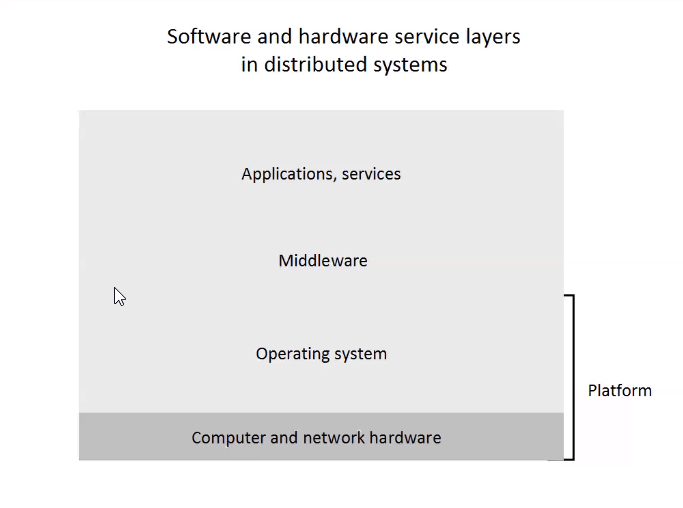 Software and hardware service layers
in distributed systems
Applications, services
Middleware
Operating system
Platform
Computer and network hardware